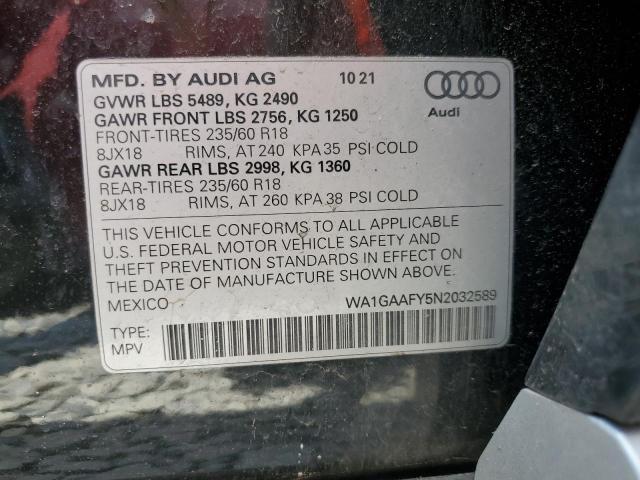 MFD. BY AUDI AG 10 21
GVWR LBS 5489, KG 2490
GAWR FRONT LBS 2756, KG 1250
FRONT-TIRES 235/60 R18
8JX18 RIMS, AT 240 KPA 35 PSI COLD
GAWR REAR LBS 2998, KG 1360
REAR-TIRES 235/60 R18
8JX18 RIMS, AT 260 KPA 38 PSI COLD
Audi
THIS VEHICLE CONFORMS TO ALL APPLICABLE
U.S. FEDERAL MOTOR VEHICLE SAFETY AND
THEFT PREVENTION STANDARDS IN EFFECT ON
THE DATE OF MANUFACTURE SHOWN ABOVE.
MEXICO WA1GAAFY5N2032589
TYPE:
MPV